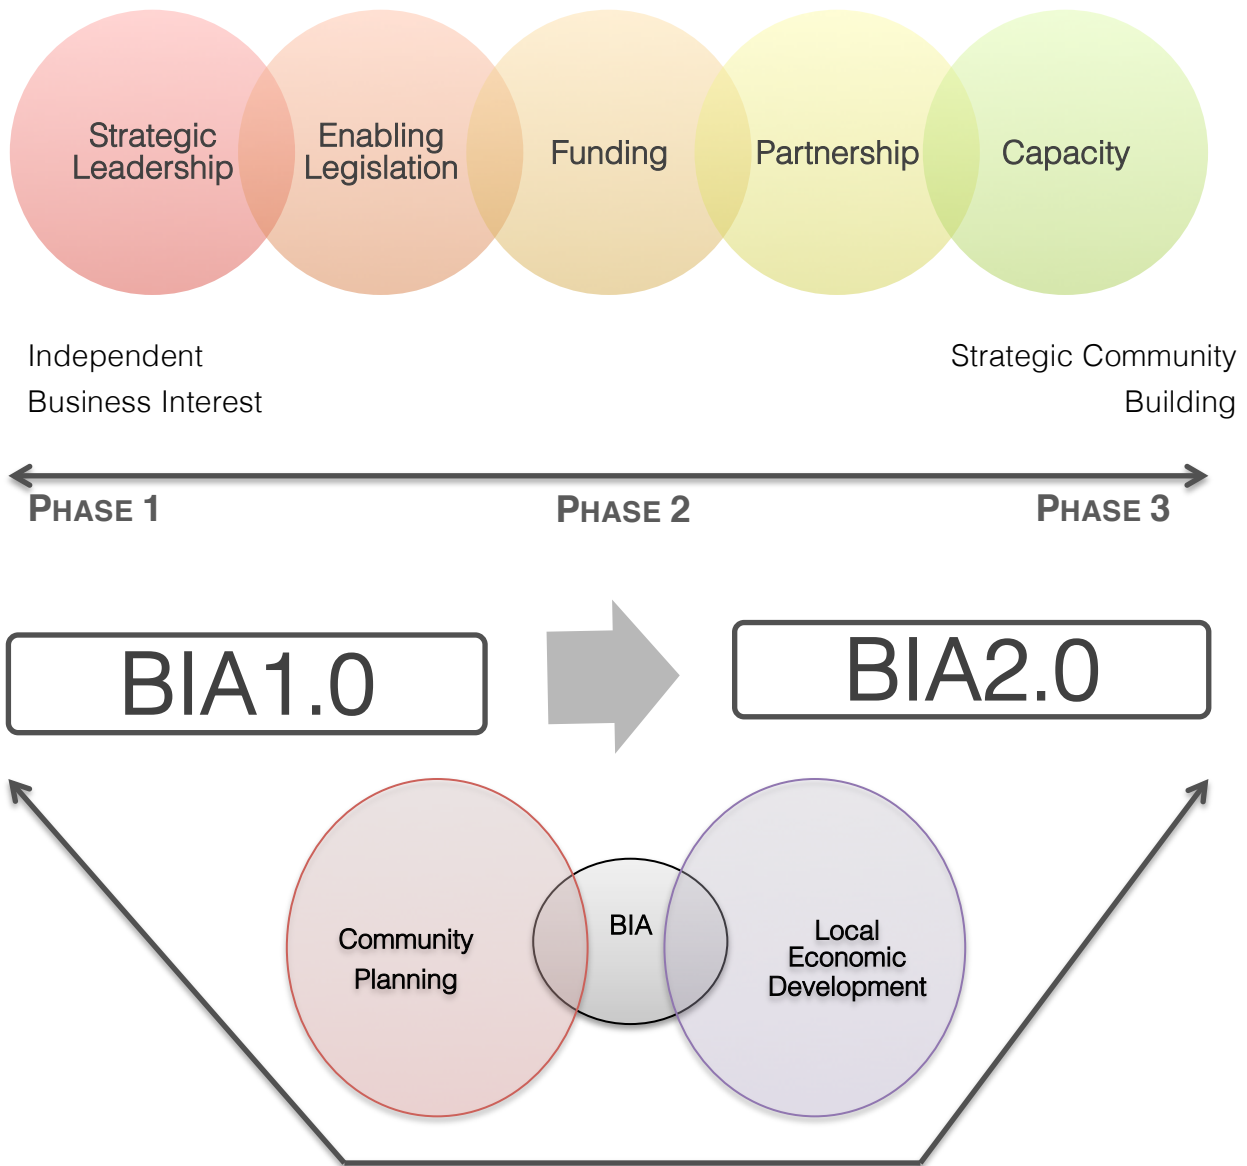 Strategic
Leadership
Enabling
Legislation
Funding
Partnership
Capacity
Independent
Business Interest
Strategic Community
Building
PHASE 1
PHASE 2
PHASE 3
BIA1.0
BIA2.0
Community
Planning
BIA
Local
Economic
Development